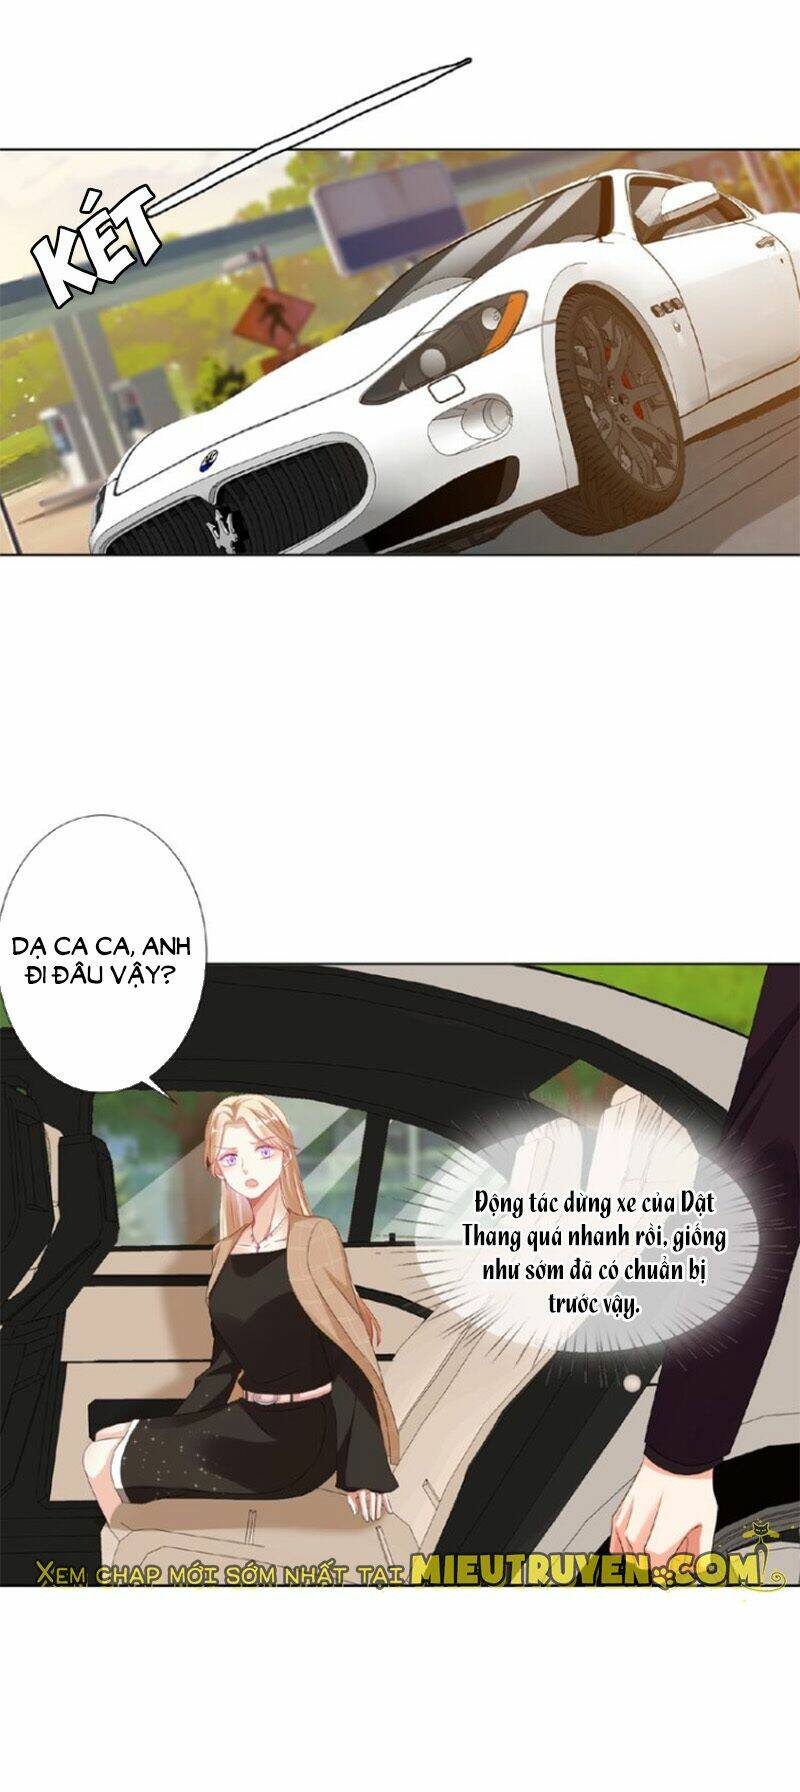 KÉT
DẠ CA CA, ANH
ĐI ĐÂU VẬY?
Động tác dừng xe của Dật
Thang quá nhanh rồi, giống
như sớm đã có chuẩn bị
trước vậy.
XEM CHAP MỚI SỚM NHẤT TẠI MIEUTRUYEN.COM